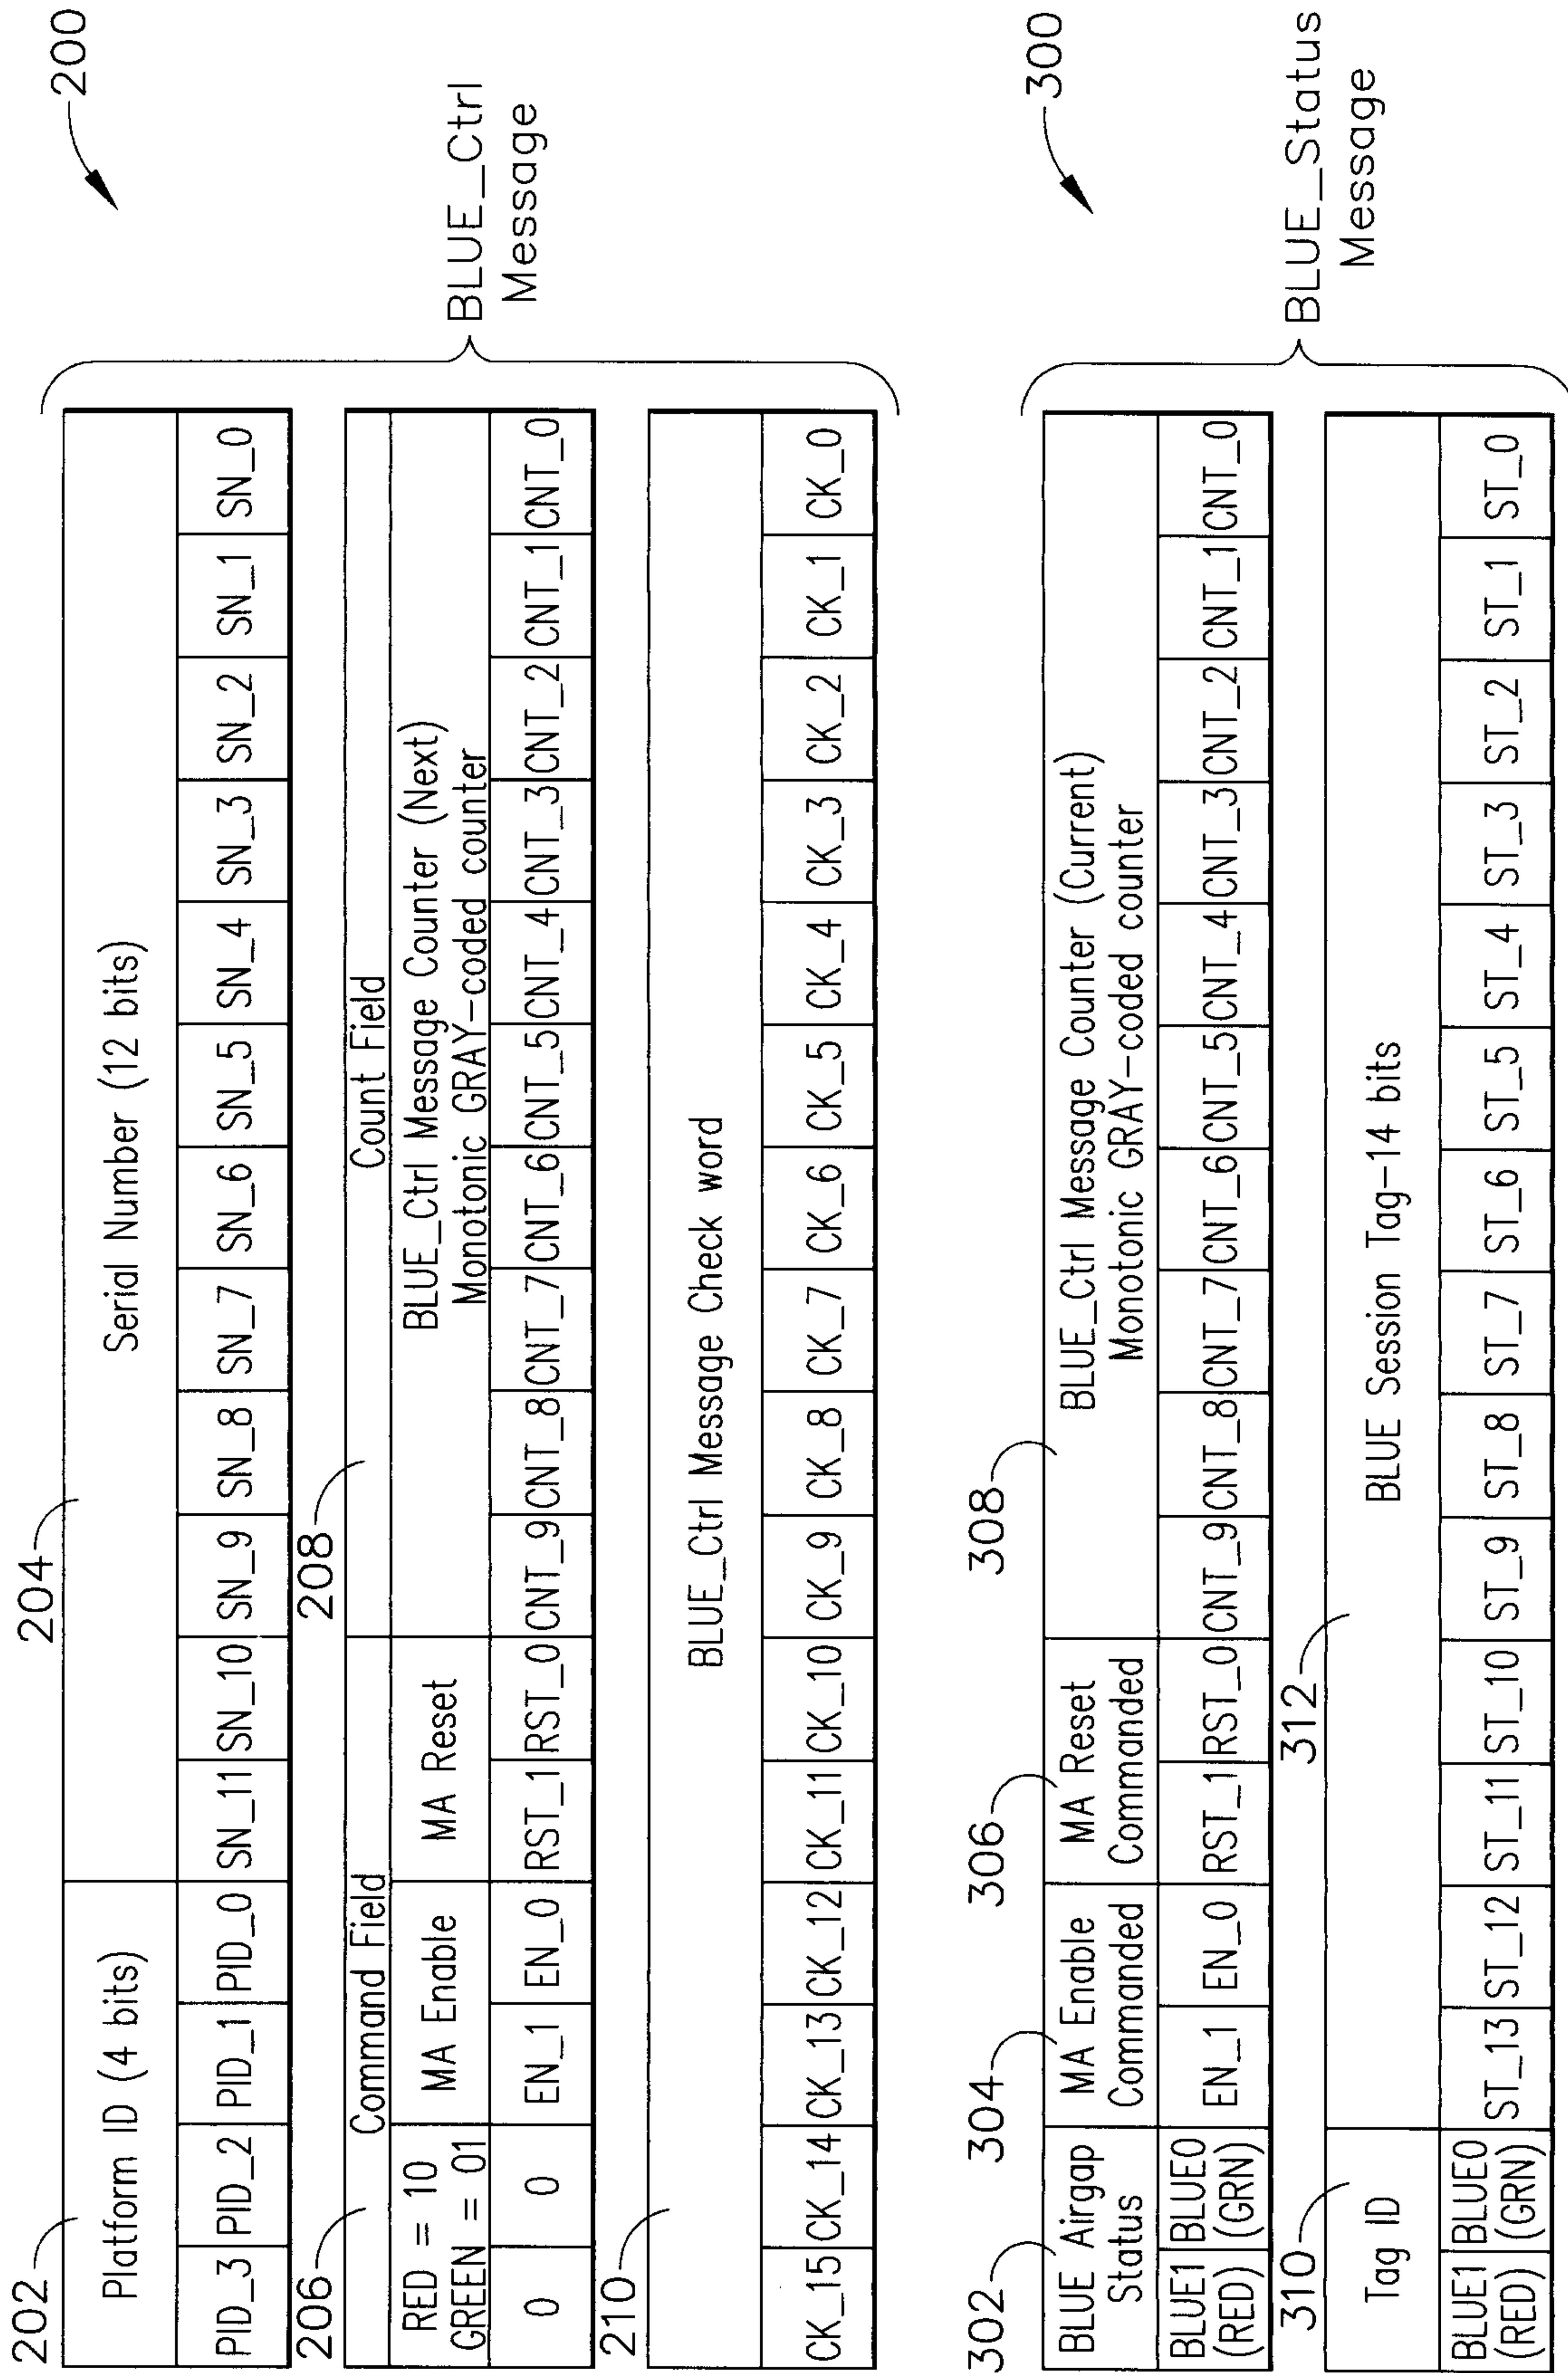 200
BLUE_Ctrl
Message
202
204
Platform ID (4 bits)
Serial Number (12 bits)
PID_3 PID_2 PID_1 PID_0 SN_11 SN_10 SN_9 SN_8 SN_7 SN_6 SN_5 SN_4 SN_3 SN_2 SN_1 SN_0
206
208
Command Field
Count Field
RED = 10
GREEN = 01
MA Enable
MA Reset
BLUE_Ctrl Message Counter (Next)
Monotonic GRAY-coded counter
0 0 EN_1 EN_0 RST_1 RST_0 CNT_9 CNT_8 CNT_7 CNT_6 CNT_5 CNT_4 CNT_3 CNT_2 CNT_1 CNT_0
210
BLUE_Ctrl Message Check word
CK_15 CK_14 CK_13 CK_12 CK_11 CK_10 CK_9 CK_8 CK_7 CK_6 CK_5 CK_4 CK_3 CK_2 CK_1 CK_0
300
BLUE_Status
Message
302
304
306
308
BLUE Airgap
Status
MA Enable
Commanded
MA Reset
Commanded
BLUE_Ctrl Message Counter (Current)
Monotonic GRAY-coded counter
BLUE1 BLUE0 EN_1 EN_0 RST_1 RST_0 CNT_9 CNT_8 CNT_7 CNT_6 CNT_5 CNT_4 CNT_3 CNT_2 CNT_1 CNT_0
(RED) (GRN)
310
312
Tag ID
BLUE Session Tag-14 bits
BLUE1 BLUE0 ST_13 ST_12 ST_11 ST_10 ST_9 ST_8 ST_7 ST_6 ST_5 ST_4 ST_3 ST_2 ST_1 ST_0
(RED) (GRN)